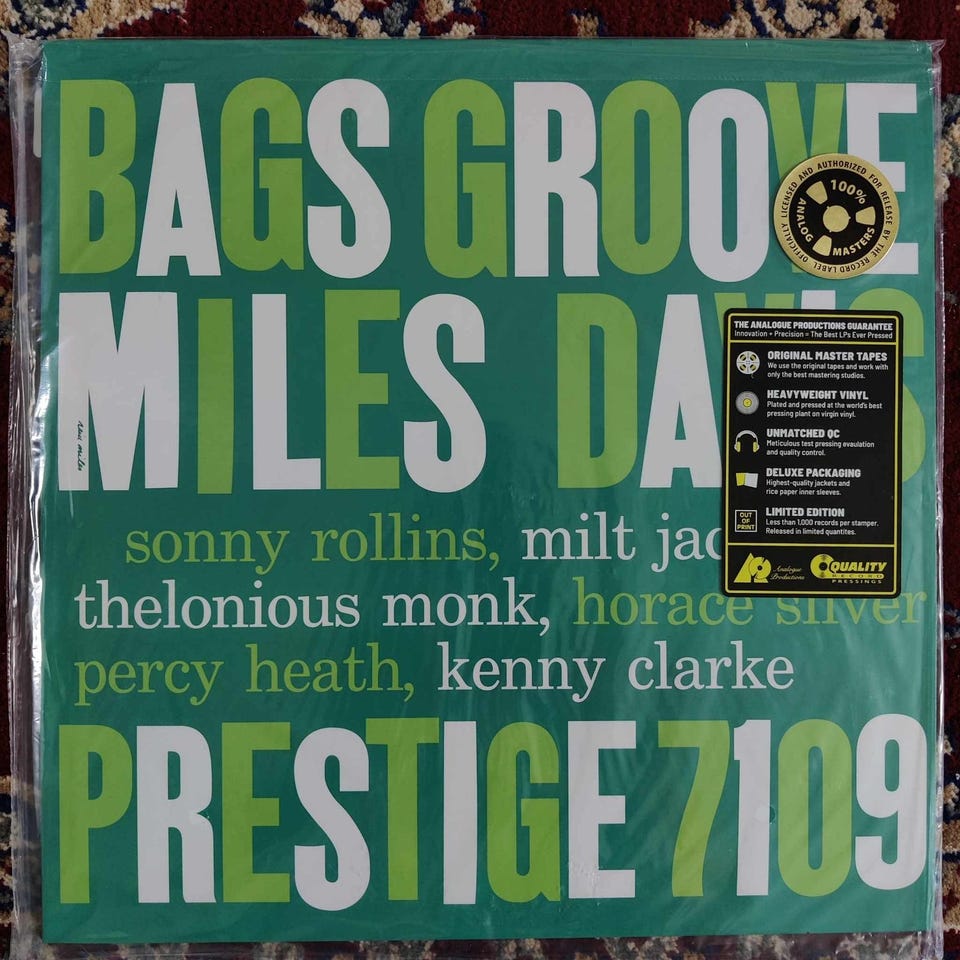 BAGS GROOVE
OFFICIALLY LICENSED AND AUTHORIZED FOR RELEASE BY THE RECORD LABEL
100%
ANALOG MASTERS
MILES DAVIS
THE ANALOGUE PRODUCTIONS GUARANTEE
Innovation + Precision = The Best LPs Ever Pressed
ORIGINAL MASTER TAPES
We use the original tapes and work with
only the best mastering studios.
HEAVYWEIGHT VINYL
Plated and pressed at the world's best
pressing plant on virgin vinyl.
UNMATCHED QC
Meticulous test pressing evaulation
and quality control.
DELUXE PACKAGING
Highest-quality jackets and
rice paper inner sleeves.
OUT
OF
PRINT
LIMITED EDITION
Less than 1,000 records per stamper.
Released in limited quantites.
AP Analogue
Productions
QUALITY
RECORD
PRESSINGS
sonny rollins, milt jac
thelonious monk, horace silver
percy heath, kenny clarke
PRESTIGE 7109